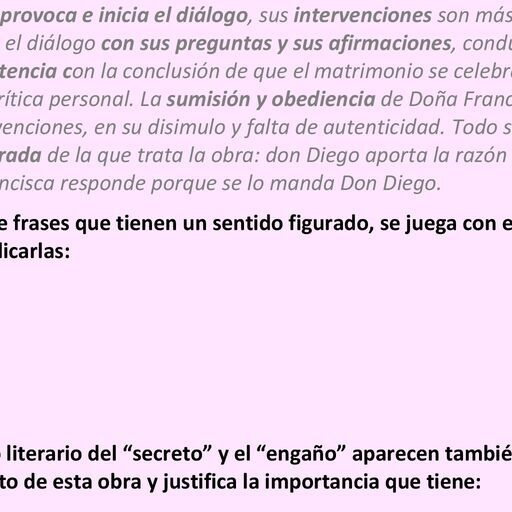 provoca e inicia el diálogo, sus intervenciones son más
el diálogo con sus preguntas y sus afirmaciones, condu
tencia con la conclusión de que el matrimonio se celebr
rítica personal. La sumisión y obediencia de Doña Franc
venciones, en su disimulo y falta de autenticidad. Todo s
rada de la que trata la obra: don Diego aporta la razón
ncisca responde porque se lo manda Don Diego.
e frases que tienen un sentido figurado, se juega con e
licarlas:
literario del “secreto” y el “engaño” aparecen tambié
to de esta obra y justifica la importancia que tiene: